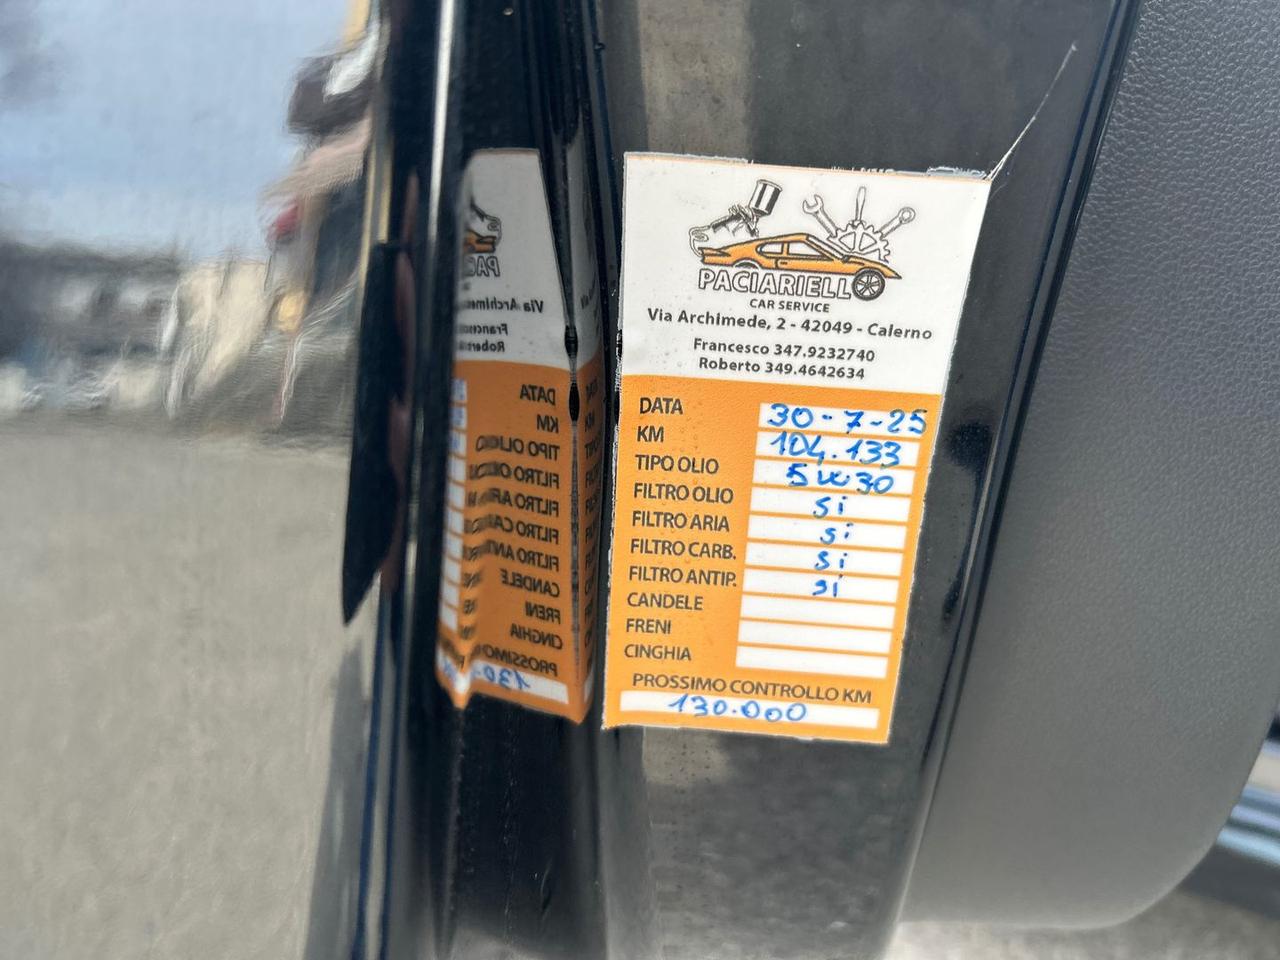 PACIARIELLO
CAR SERVICE
Via Archimede, 2 - 42049 - Calerno
Francesco 347.9232740
Roberto 349.4642634
DATA 30-7-25
KM 104.133
TIPO OLIO 5W30
FILTRO OLIO si
FILTRO ARIA si
FILTRO CARB. si
FILTRO ANTIP. si
CANDELE
FRENI
CINGHIA
PROSSIMO CONTROLLO KM
130.000